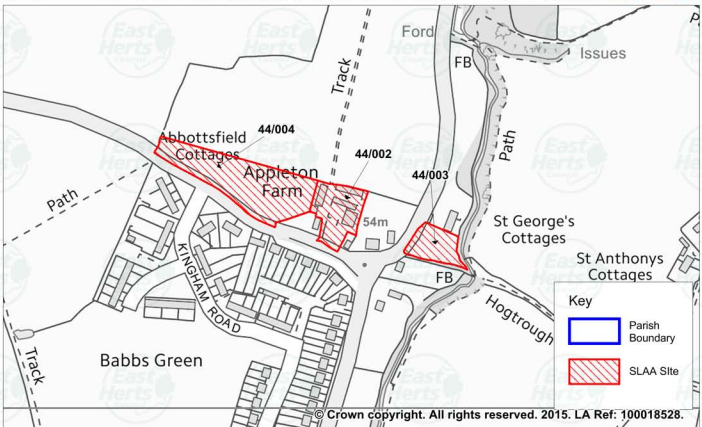 Ford
Issues
FB
Track
Path
44/004
Abbottsfield
Cottages
44/002
Appleton
Farm
44/003
54m
St George's
Cottages
St Anthonys
Cottages
Path
KINGHAM ROAD
FB
Hogtrough
Key
Parish
Boundary
SLAA SIte
Babbs Green
Track
© Crown copyright. All rights reserved. 2015. LA Ref: 100018528.